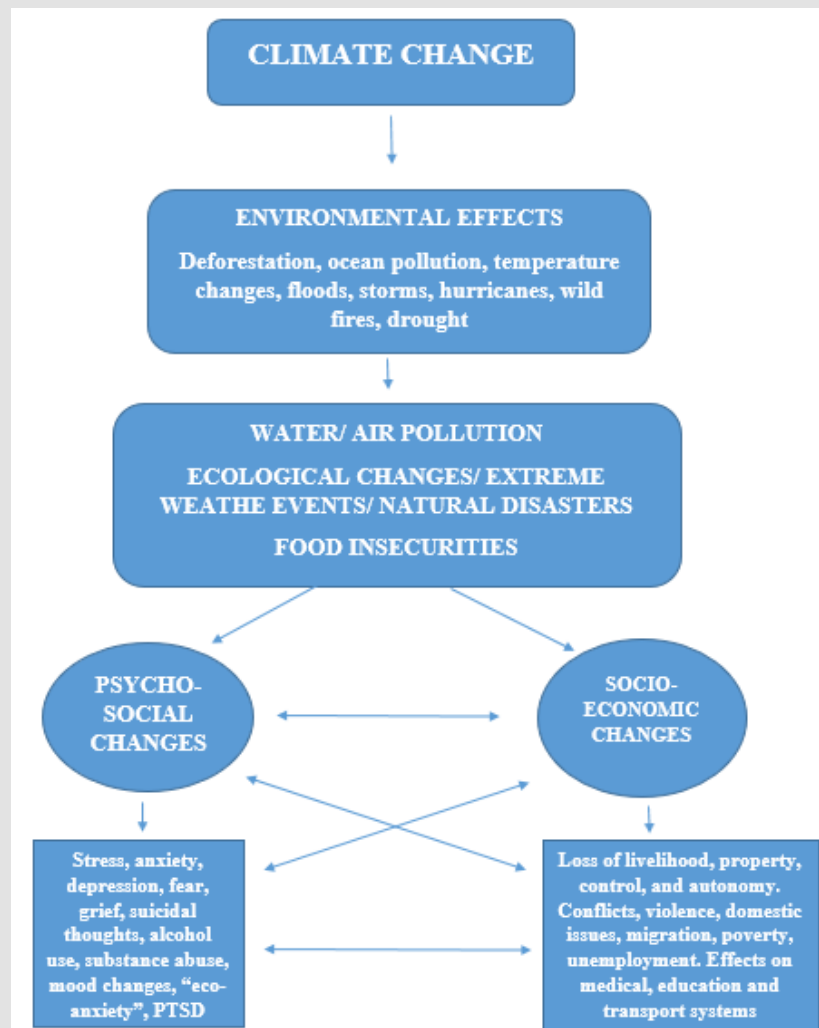 CLIMATE CHANGE
ENVIRONMENTAL EFFECTS
Deforestation, ocean pollution, temperature
changes, floods, storms, hurricanes, wild
fires, drought
WATER/ AIR POLLUTION
ECOLOGICAL CHANGES/ EXTREME
WEATHE EVENTS/ NATURAL DISASTERS
FOOD INSECURITIES
PSYCHO-
SOCIAL
CHANGES
SOCIO-
ECONOMIC
CHANGES
Stress, anxiety,
depression, fear,
grief, suicidal
thoughts, alcohol
use, substance abuse,
mood changes, “eco-
anxiety”, PTSD
Loss of livelihood, property,
control, and autonomy.
Conflicts, violence, domestic
issues, migration, poverty,
unemployment. Effects on
medical, education and
transport systems